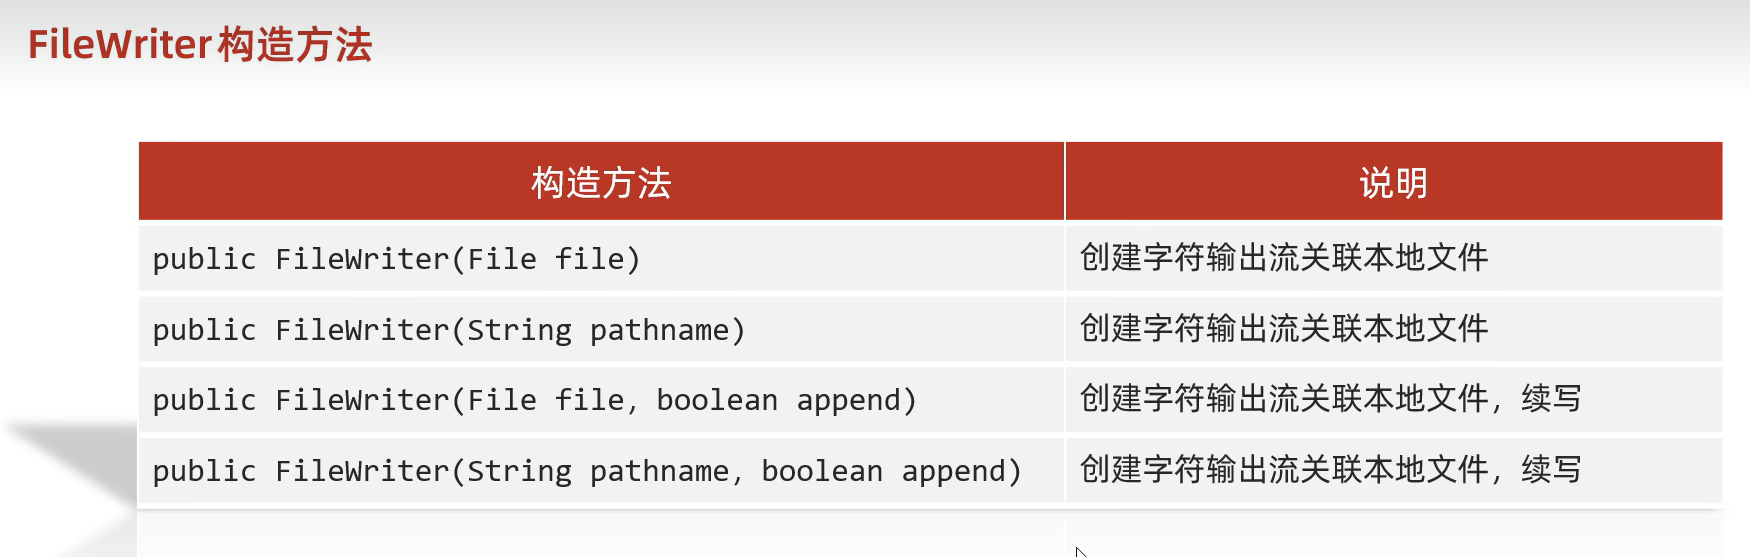 FileWriter构造方法
构造方法 说明
public FileWriter(File file) 创建字符输出流关联本地文件
public FileWriter(String pathname) 创建字符输出流关联本地文件
public FileWriter(File file, boolean append) 创建字符输出流关联本地文件，续写
public FileWriter(String pathname, boolean append) 创建字符输出流关联本地文件，续写